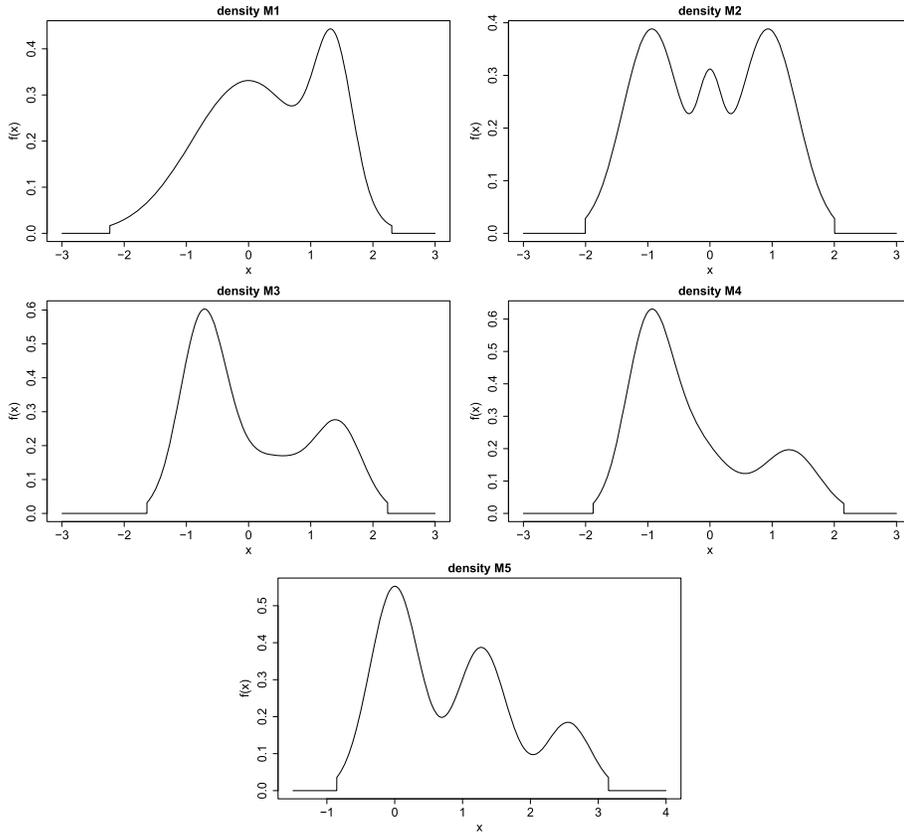 density M1
f(x)
0.0 0.1 0.2 0.3 0.4
−3 −2 −1 0 1 2 3
x
density M2
f(x)
0.0 0.1 0.2 0.3 0.4
−3 −2 −1 0 1 2 3
x
density M3
f(x)
0.0 0.1 0.2 0.3 0.4 0.5 0.6
−3 −2 −1 0 1 2 3
x
density M4
f(x)
0.0 0.1 0.2 0.3 0.4 0.5 0.6
−3 −2 −1 0 1 2 3
x
density M5
f(x)
0.0 0.1 0.2 0.3 0.4 0.5
−1 0 1 2 3 4
x